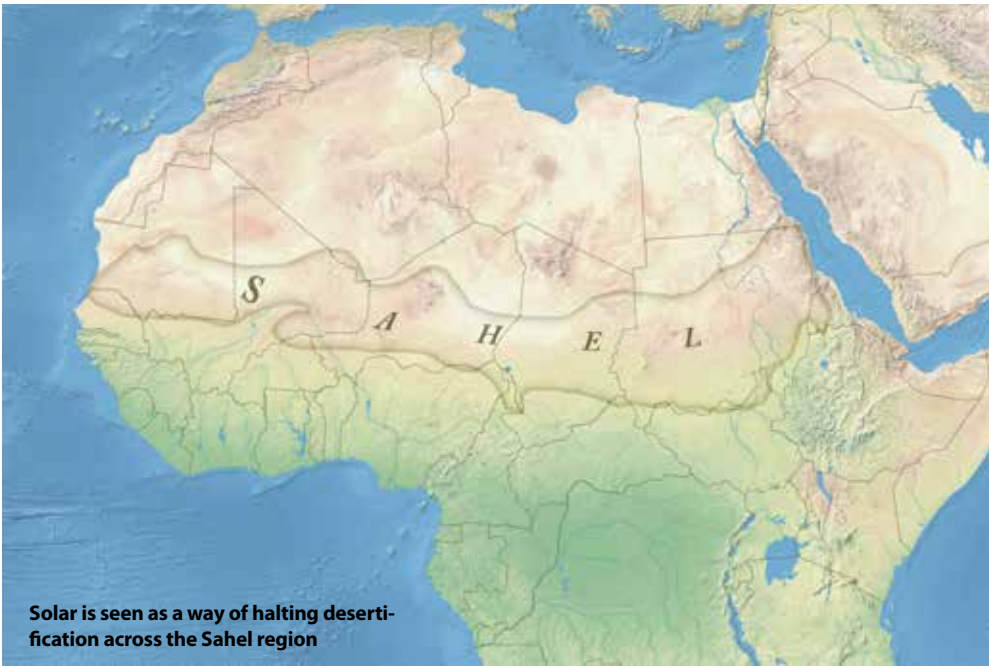 S A H E L
Solar is seen as a way of halting deserti-
fication across the Sahel region